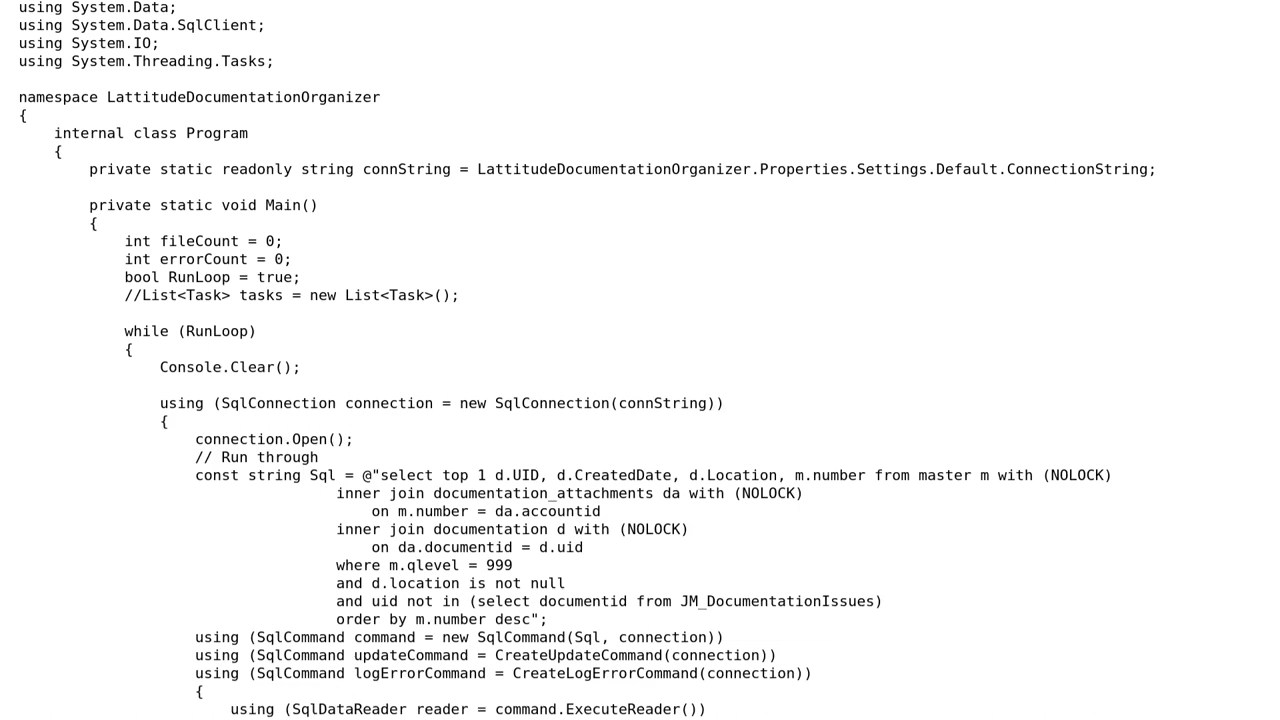 using System.Data;
using System.Data.SqlClient;
using System.IO;
using System.Threading.Tasks;

namespace LattitudeDocumentationOrganizer
{
    internal class Program
    {
        private static readonly string connString = LattitudeDocumentationOrganizer.Properties.Settings.Default.ConnectionString;

        private static void Main()
        {
            int fileCount = 0;
            int errorCount = 0;
            bool RunLoop = true;
            //List<Task> tasks = new List<Task>();

            while (RunLoop)
            {
                Console.Clear();

                using (SqlConnection connection = new SqlConnection(connString))
                {
                    connection.Open();
                    // Run through
                    const string Sql = @"select top 1 d.UID, d.CreatedDate, d.Location, m.number from master m with (NOLOCK)
                                    inner join documentation_attachments da with (NOLOCK)
                                        on m.number = da.accountid
                                    inner join documentation d with (NOLOCK)
                                        on da.documentid = d.uid
                                    where m.qlevel = 999
                                    and d.location is not null
                                    and uid not in (select documentid from JM_DocumentationIssues)
                                    order by m.number desc";
                    using (SqlCommand command = new SqlCommand(Sql, connection))
                    using (SqlCommand updateCommand = CreateUpdateCommand(connection))
                    using (SqlCommand logErrorCommand = CreateLogErrorCommand(connection))
                    {
                        using (SqlDataReader reader = command.ExecuteReader())